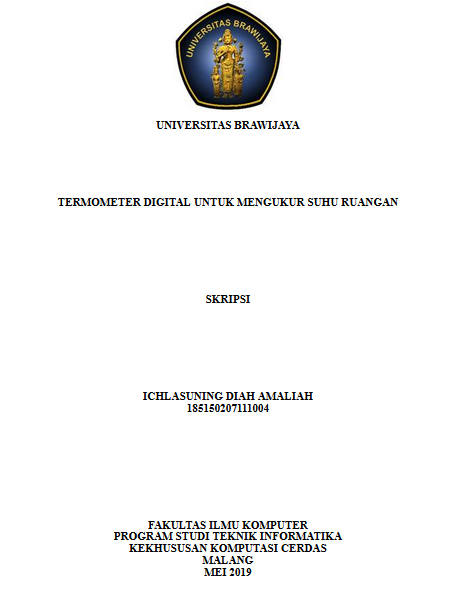 UNIVERSITAS BRAWIJAYA
UNIVERSITAS BRAWIJAYA
TERMOMETER DIGITAL UNTUK MENGUKUR SUHU RUANGAN
SKRIPSI
ICHLASUNING DIAH AMALIAH
185150207111004
FAKULTAS ILMU KOMPUTER
PROGRAM STUDI TEKNIK INFORMATIKA
KEKHUSUSAN KOMPUTASI CERDAS
MALANG
MEI 2019